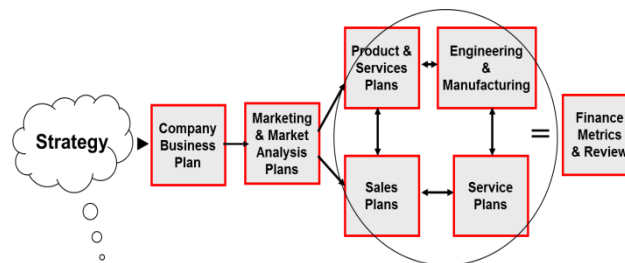 Strategy
Company
Business
Plan
Marketing
& Market
Analysis
Plans
Product &
Services
Plans
Engineering
&
Manufacturing
Sales
Plans
Service
Plans
=
Finance
Metrics
& Review